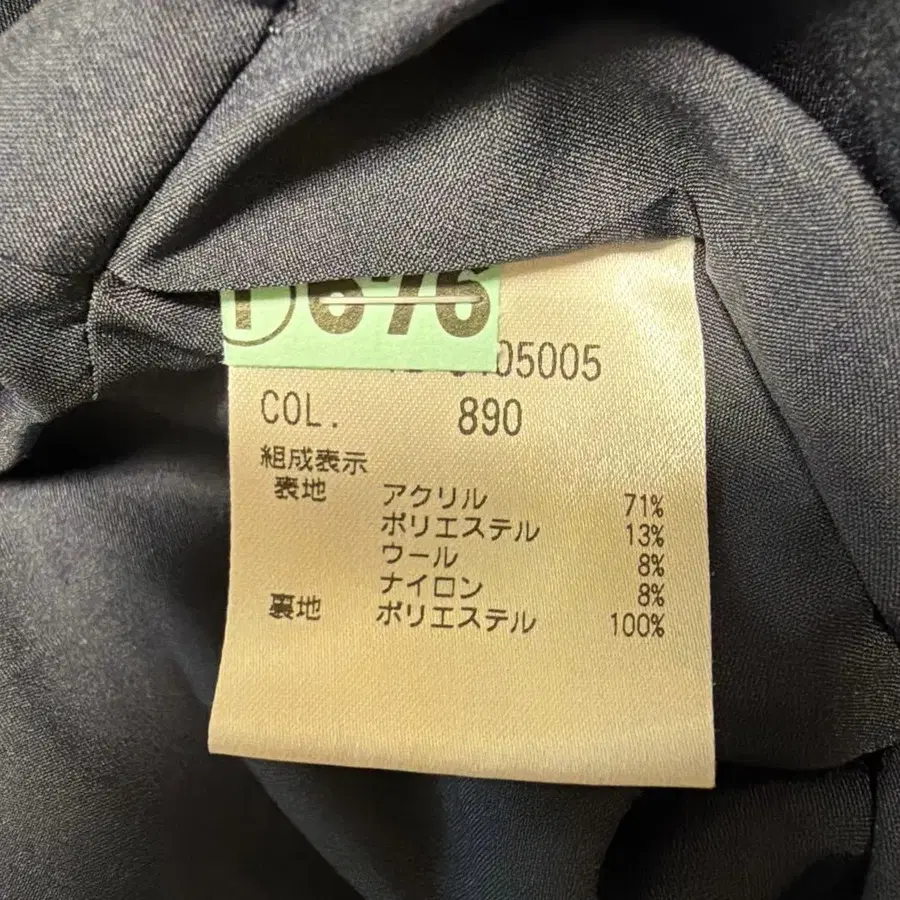 676
05005
COL. 890
組成表示
表地 アクリル 71%
ポリエステル 13%
ウール 8%
ナイロン 8%
裏地 ポリエステル 100%